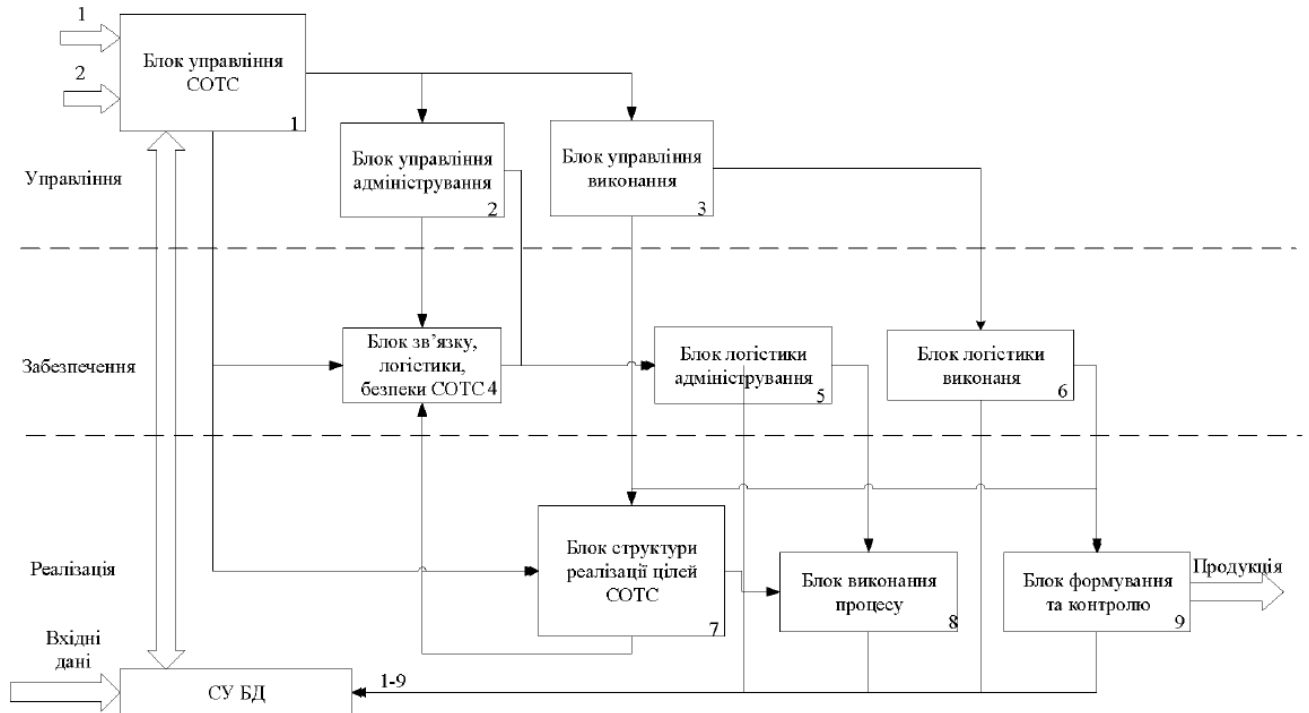 1
2
Блок управління
СОТС
1
Управління
Блок управління
адміністрування
2
Блок управління
виконання
3
Забезпечення
Блок зв’язку,
логістики,
безпеки СОТС 4
Блок логістики
адміністрування
5
Блок логістики
виконаня
6
Реалізація
Блок структури
реалізації цілей
СОТС
7
Блок виконання
процесу
8
Блок формування
та контролю
9
Продукція
Вхідні
дані
СУ БД
1-9